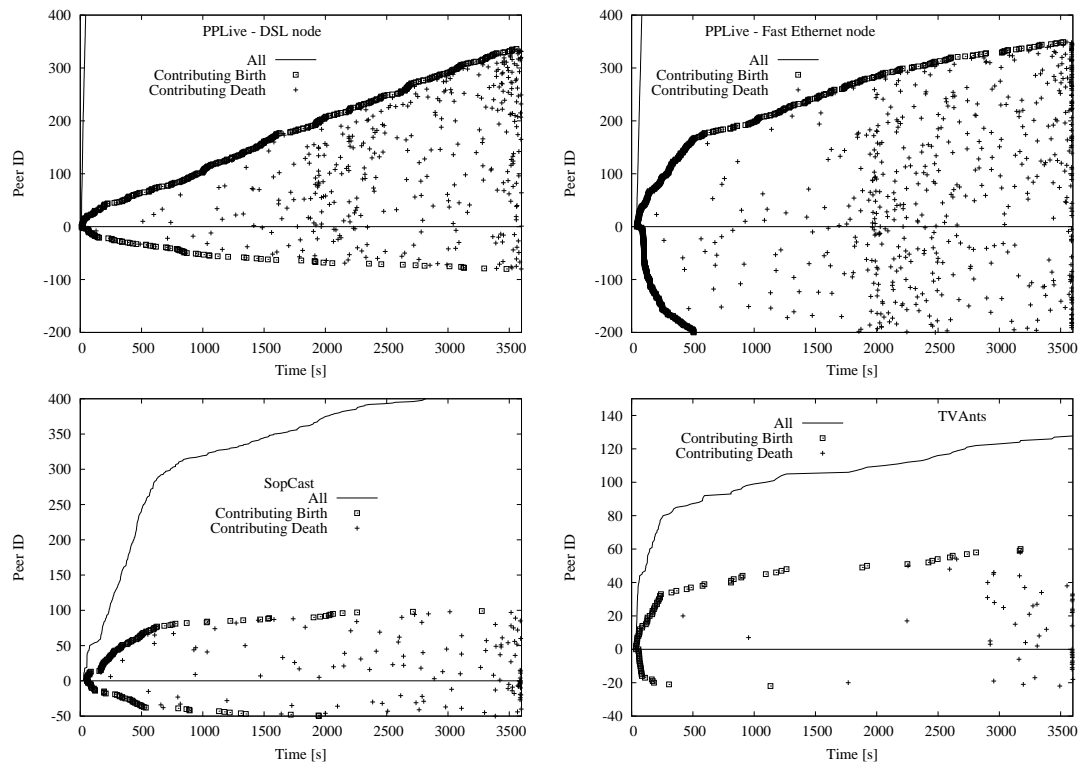 PPLive - DSL node
All
Contributing Birth
Contributing Death
400
300
200
100
0
-100
-200
Peer ID
0 500 1000 1500 2000 2500 3000 3500
Time [s]
PPLive - Fast Ethernet node
All
Contributing Birth
Contributing Death
400
300
200
100
0
-100
-200
Peer ID
0 500 1000 1500 2000 2500 3000 3500
Time [s]
SopCast
All
Contributing Birth
Contributing Death
400
350
300
250
200
150
100
50
0
-50
Peer ID
0 500 1000 1500 2000 2500 3000 3500
Time [s]
TVAnts
All
Contributing Birth
Contributing Death
140
120
100
80
60
40
20
0
-20
-40
Peer ID
0 500 1000 1500 2000 2500 3000 3500
Time [s]